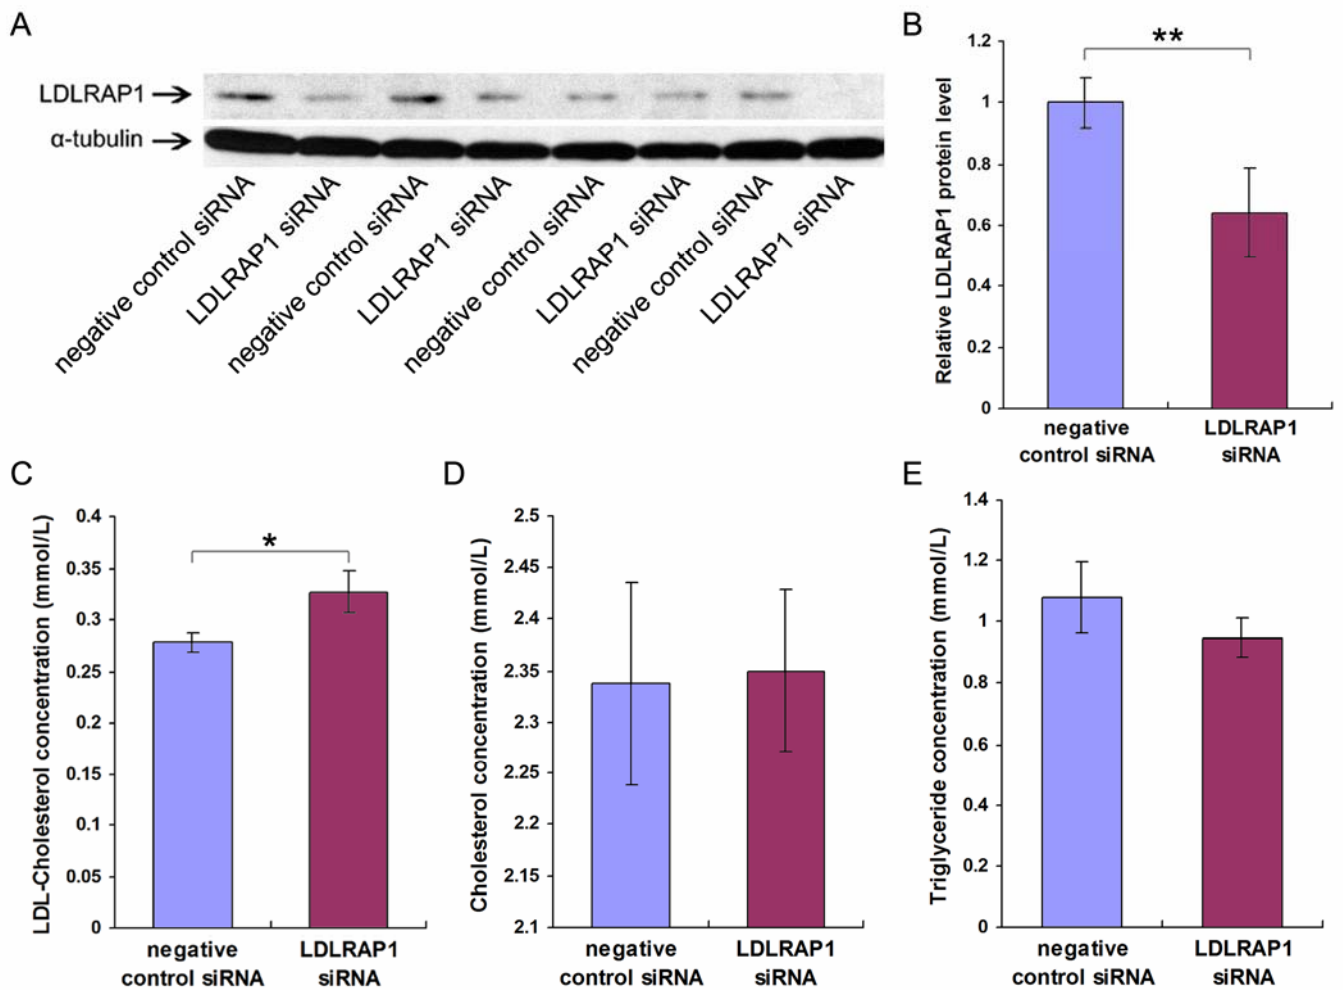 A
LDLRAP1
α-tubulin
negative control siRNA
LDLRAP1 siRNA
negative control siRNA
LDLRAP1 siRNA
negative control siRNA
LDLRAP1 siRNA
negative control siRNA
LDLRAP1 siRNA
B
Relative LDLRAP1 protein level
1.2
1
0.8
0.6
0.4
0.2
0
**
negative
control siRNA
LDLRAP1
siRNA
C
LDL-Cholesterol concentration (mmol/L)
0.4
0.35
0.3
0.25
0.2
0.15
0.1
0.05
0
*
negative
control siRNA
LDLRAP1
siRNA
D
Cholesterol concentration (mmol/L)
2.5
2.45
2.4
2.35
2.3
2.25
2.2
2.15
2.1
negative
control siRNA
LDLRAP1
siRNA
E
Triglyceride concentration (mmol/L)
1.4
1.2
1
0.8
0.6
0.4
0.2
0
negative
control siRNA
LDLRAP1
siRNA